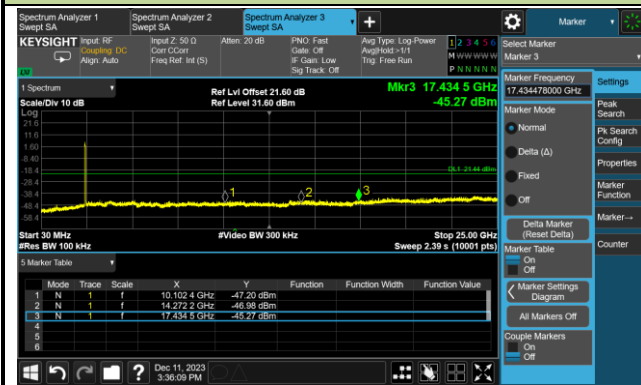 Spectrum Analyzer 1
Swept SA
Spectrum Analyzer 2
Swept SA
Spectrum Analyzer 3
Swept SA
Marker
KEYSIGHT
Input: RF
Coupling: DC
Align: Auto
Input Z: 50 Ω
Corr CCorr
Freq Ref: Int (S)
Atten: 20 dB
PNO: Fast
Gate: Off
IF Gain: Low
Sig Track: Off
Avg Type: Log-Power
Avg|Hold:>1/1
Trig: Free Run
1 2 3 4 5 6
M W W W W W
P N N N N N
Select Marker
Marker 3
1 Spectrum
Scale/Div 10 dB
Log
Ref Lvl Offset 21.60 dB
Ref Level 31.60 dBm
Mkr3 17.434 5 GHz
-45.27 dBm
21.6
11.6
1.60
-8.40
-18.4
-28.4
-38.4
-48.4
-58.4
DL1 -21.44 dBm
1
2
3
Start 30 MHz
#Res BW 100 kHz
#Video BW 300 kHz
Stop 25.00 GHz
Sweep 2.39 s (10001 pts)
5 Marker Table
Mode Trace Scale X Y Function Function Width Function Value
1 N 1 f 10.102 4 GHz -47.20 dBm
2 N 1 f 14.272 2 GHz -46.98 dBm
3 N 1 f 17.434 5 GHz -45.27 dBm
4
5
6
Marker Frequency
17.434478000 GHz
Marker Mode
Normal
Delta (Δ)
Fixed
Off
Delta Marker
(Reset Delta)
Marker Table
On
Off
Marker Settings
Diagram
All Markers Off
Couple Markers
On
Off
Settings
Peak
Search
Pk Search
Config
Properties
Marker
Function
Marker→
Counter
Dec 11, 2023
3:36:09 PM